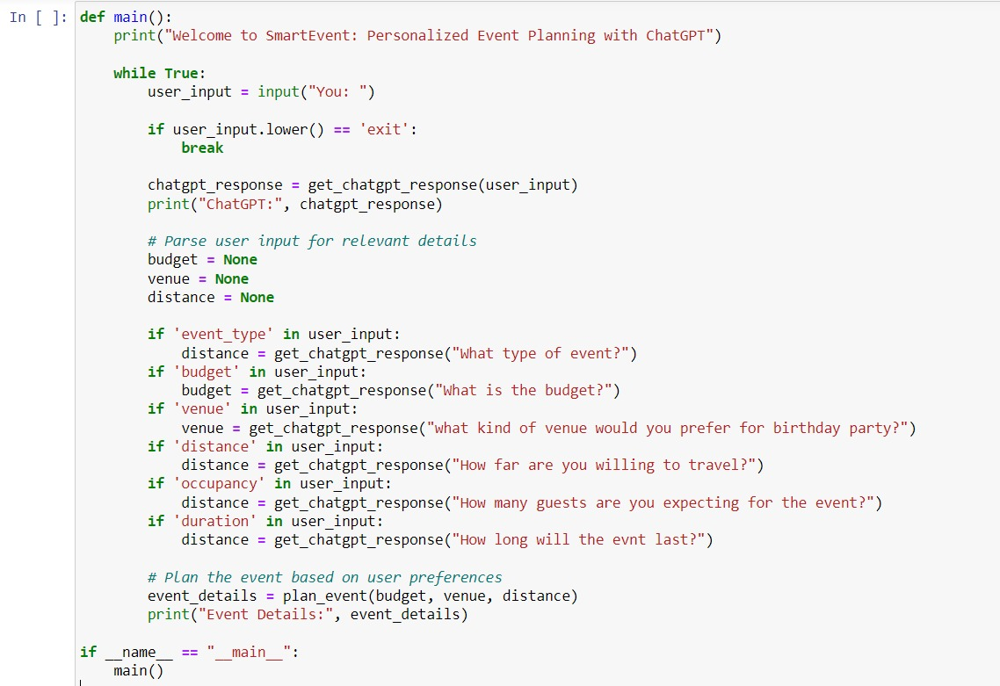 In [ ]: def main():
    print("Welcome to SmartEvent: Personalized Event Planning with ChatGPT")

    while True:
        user_input = input("You: ")

        if user_input.lower() == 'exit':
            break

        chatgpt_response = get_chatgpt_response(user_input)
        print("ChatGPT:", chatgpt_response)

        # Parse user input for relevant details
        budget = None
        venue = None
        distance = None

        if 'event_type' in user_input:
            distance = get_chatgpt_response("What type of event?")
        if 'budget' in user_input:
            budget = get_chatgpt_response("What is the budget?")
        if 'venue' in user_input:
            venue = get_chatgpt_response("what kind of venue would you prefer for birthday party?")
        if 'distance' in user_input:
            distance = get_chatgpt_response("How far are you willing to travel?")
        if 'occupancy' in user_input:
            distance = get_chatgpt_response("How many guests are you expecting for the event?")
        if 'duration' in user_input:
            distance = get_chatgpt_response("How long will the evnt last?")

        # Plan the event based on user preferences
        event_details = plan_event(budget, venue, distance)
        print("Event Details:", event_details)

if __name__ == "__main__":
    main()